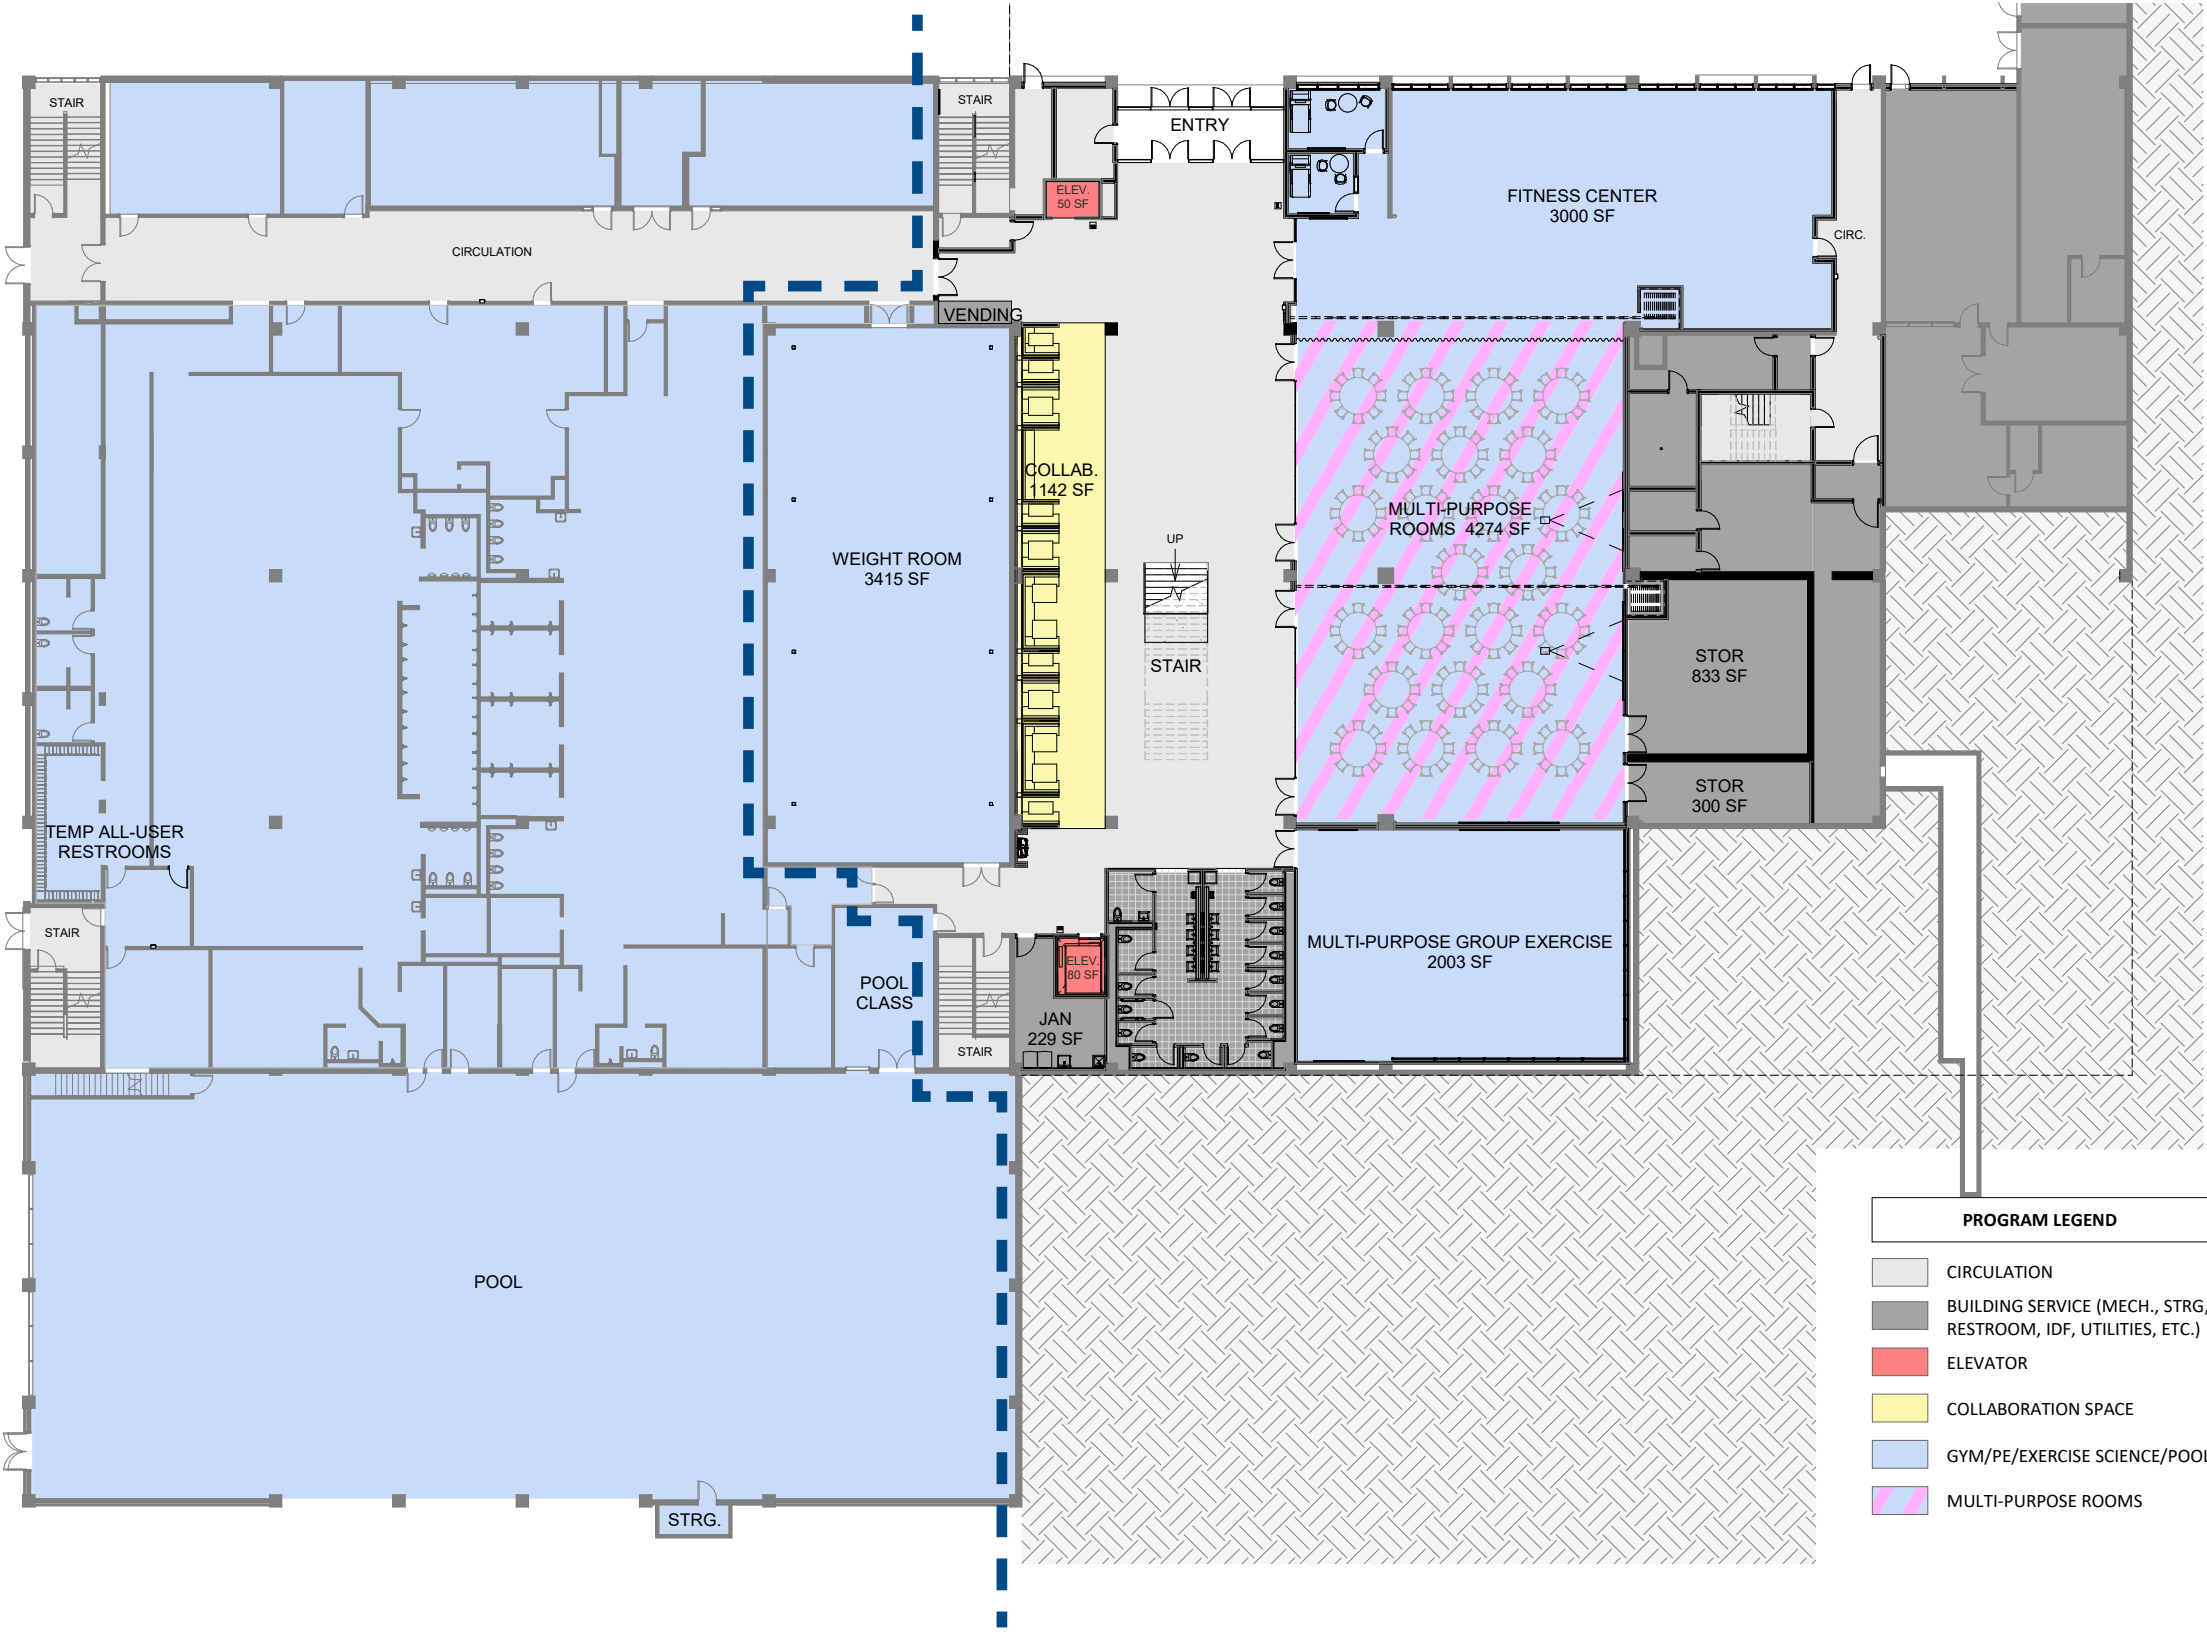 STAIR
STAIR
ENTRY
ELEV.
50 SF
FITNESS CENTER
3000 SF
CIRC.
CIRCULATION
VENDING
COLLAB.
1142 SF
MULTI-PURPOSE
ROOMS 4274 SF
WEIGHT ROOM
3415 SF
UP
STAIR
STOR
833 SF
STOR
300 SF
TEMP ALL-USER
RESTROOMS
STAIR
MULTI-PURPOSE GROUP EXERCISE
2003 SF
ELEV.
80 SF
POOL
CLASS
JAN
229 SF
STAIR
POOL
STRG.
PROGRAM LEGEND
CIRCULATION
BUILDING SERVICE (MECH., STRG,
RESTROOM, IDF, UTILITIES, ETC.)
ELEVATOR
COLLABORATION SPACE
GYM/PE/EXERCISE SCIENCE/POOL
MULTI-PURPOSE ROOMS